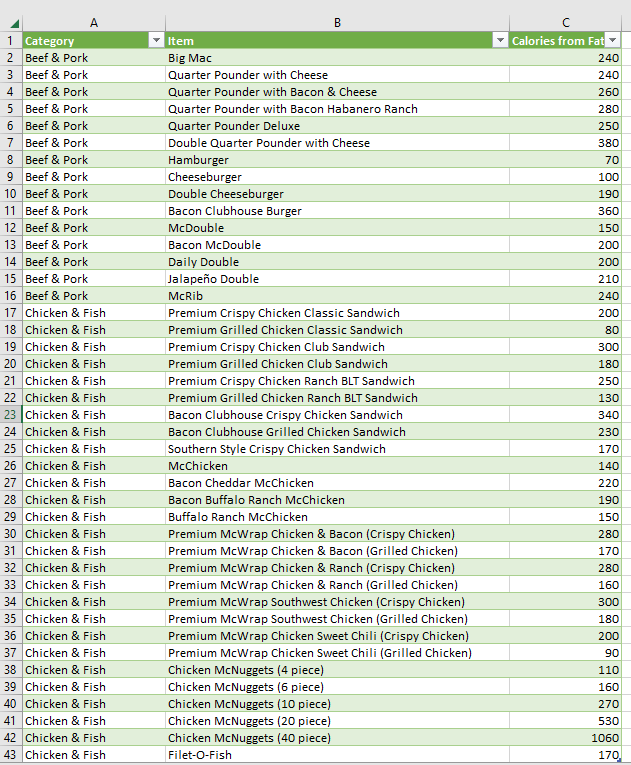 A B C
1 Category Item Calories from Fat
2 Beef & Pork Big Mac 240
3 Beef & Pork Quarter Pounder with Cheese 240
4 Beef & Pork Quarter Pounder with Bacon & Cheese 260
5 Beef & Pork Quarter Pounder with Bacon Habanero Ranch 280
6 Beef & Pork Quarter Pounder Deluxe 250
7 Beef & Pork Double Quarter Pounder with Cheese 380
8 Beef & Pork Hamburger 70
9 Beef & Pork Cheeseburger 100
10 Beef & Pork Double Cheeseburger 190
11 Beef & Pork Bacon Clubhouse Burger 360
12 Beef & Pork McDouble 150
13 Beef & Pork Bacon McDouble 200
14 Beef & Pork Daily Double 200
15 Beef & Pork Jalapeño Double 210
16 Beef & Pork McRib 240
17 Chicken & Fish Premium Crispy Chicken Classic Sandwich 200
18 Chicken & Fish Premium Grilled Chicken Classic Sandwich 80
19 Chicken & Fish Premium Crispy Chicken Club Sandwich 300
20 Chicken & Fish Premium Grilled Chicken Club Sandwich 180
21 Chicken & Fish Premium Crispy Chicken Ranch BLT Sandwich 250
22 Chicken & Fish Premium Grilled Chicken Ranch BLT Sandwich 130
23 Chicken & Fish Bacon Clubhouse Crispy Chicken Sandwich 340
24 Chicken & Fish Bacon Clubhouse Grilled Chicken Sandwich 230
25 Chicken & Fish Southern Style Crispy Chicken Sandwich 170
26 Chicken & Fish McChicken 140
27 Chicken & Fish Bacon Cheddar McChicken 220
28 Chicken & Fish Bacon Buffalo Ranch McChicken 190
29 Chicken & Fish Buffalo Ranch McChicken 150
30 Chicken & Fish Premium McWrap Chicken & Bacon (Crispy Chicken) 280
31 Chicken & Fish Premium McWrap Chicken & Bacon (Grilled Chicken) 170
32 Chicken & Fish Premium McWrap Chicken & Ranch (Crispy Chicken) 280
33 Chicken & Fish Premium McWrap Chicken & Ranch (Grilled Chicken) 160
34 Chicken & Fish Premium McWrap Southwest Chicken (Crispy Chicken) 300
35 Chicken & Fish Premium McWrap Southwest Chicken (Grilled Chicken) 180
36 Chicken & Fish Premium McWrap Chicken Sweet Chili (Crispy Chicken) 200
37 Chicken & Fish Premium McWrap Chicken Sweet Chili (Grilled Chicken) 90
38 Chicken & Fish Chicken McNuggets (4 piece) 110
39 Chicken & Fish Chicken McNuggets (6 piece) 160
40 Chicken & Fish Chicken McNuggets (10 piece) 270
41 Chicken & Fish Chicken McNuggets (20 piece) 530
42 Chicken & Fish Chicken McNuggets (40 piece) 1060
43 Chicken & Fish Filet-O-Fish 170